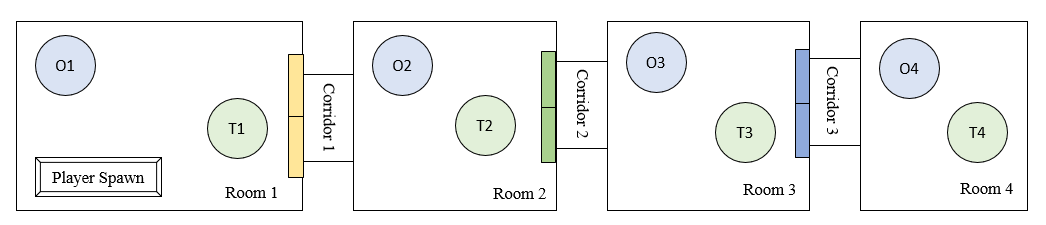 O1
T1
Player Spawn
Room 1
Corridor 1
O2
T2
Room 2
Corridor 2
O3
T3
Room 3
Corridor 3
O4
T4
Room 4